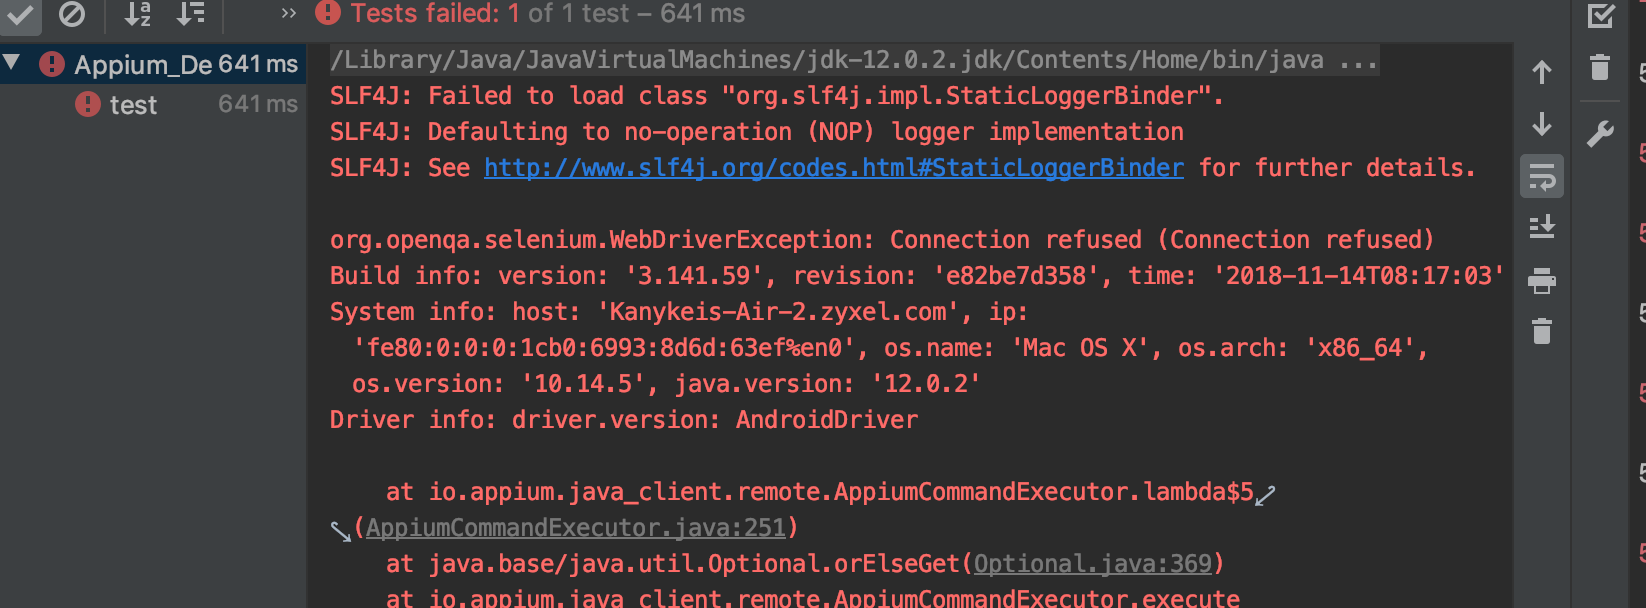 Tests failed: 1 of 1 test – 641 ms
Appium_De 641 ms
test 641 ms
/Library/Java/JavaVirtualMachines/jdk-12.0.2.jdk/Contents/Home/bin/java ...
SLF4J: Failed to load class "org.slf4j.impl.StaticLoggerBinder".
SLF4J: Defaulting to no-operation (NOP) logger implementation
SLF4J: See http://www.slf4j.org/codes.html#StaticLoggerBinder for further details.
org.openqa.selenium.WebDriverException: Connection refused (Connection refused)
Build info: version: '3.141.59', revision: 'e82be7d358', time: '2018-11-14T08:17:03'
System info: host: 'Kanykeis-Air-2.zyxel.com', ip:
'fe80:0:0:0:1cb0:6993:8d6d:63ef%en0', os.name: 'Mac OS X', os.arch: 'x86_64',
os.version: '10.14.5', java.version: '12.0.2'
Driver info: driver.version: AndroidDriver
at io.appium.java_client.remote.AppiumCommandExecutor.lambda$5
(AppiumCommandExecutor.java:251)
at java.base/java.util.Optional.orElseGet(Optional.java:369)
at io.appium.java_client.remote.AppiumCommandExecutor.execute